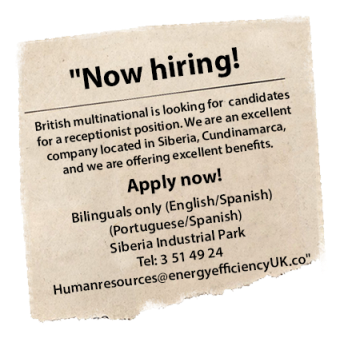 "Now hiring!
British multinational is looking for candidates
for a receptionist position. We are an excellent
company located in Siberia, Cundinamarca,
and we are offering excellent benefits.
Apply now!
Bilinguals only (English/Spanish)
(Portuguese/Spanish)
Siberia Industrial Park
Tel: 3 51 49 24
Humanresources@energyefficiencyUK.co"